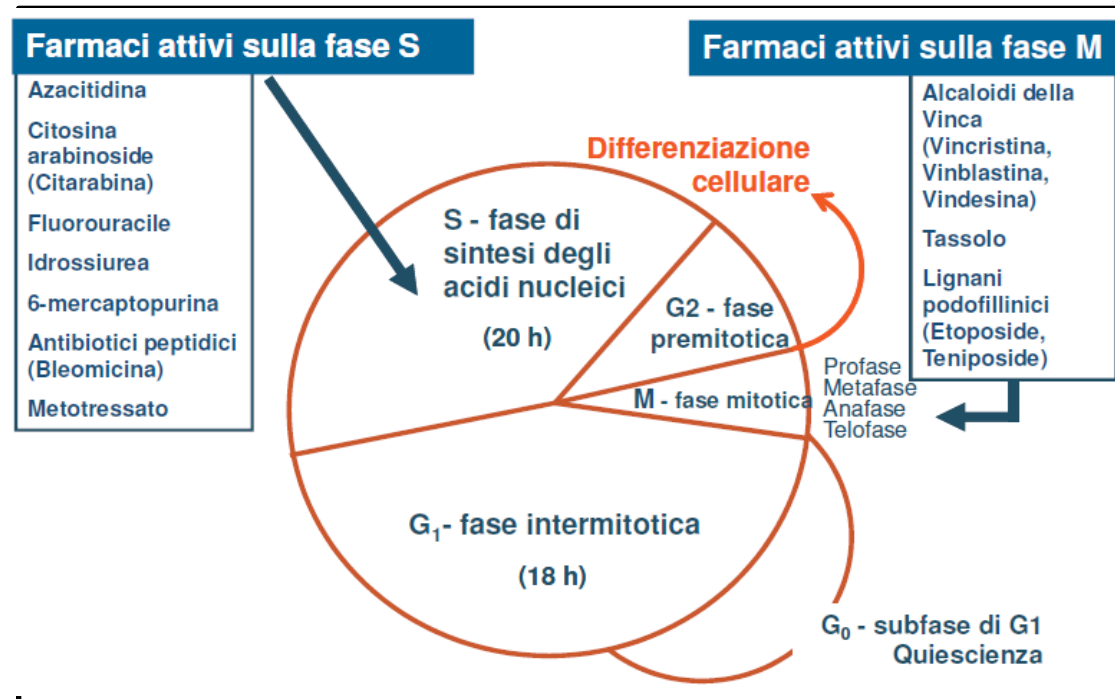 Farmaci attivi sulla fase S
Azacitidina
Citosina
arabinoside
(Citarabina)
Fluorouracile
Idrossiurea
6-mercaptopurina
Antibiotici peptidici
(Bleomicina)
Metotressato
Farmaci attivi sulla fase M
Alcaloidi della
Vinca
(Vincristina,
Vinblastina,
Vindesina)
Tassolo
Lignani
podofillinici
(Etoposide,
Teniposide)
Differenziazione
cellulare
S - fase di
sintesi degli
acidi nucleici
(20 h)
G2 - fase
premitotica
M - fase mitotica
Profase
Metafase
Anafase
Telofase
G₁- fase intermitotica
(18 h)
G₀ - subfase di G1
Quiescienza